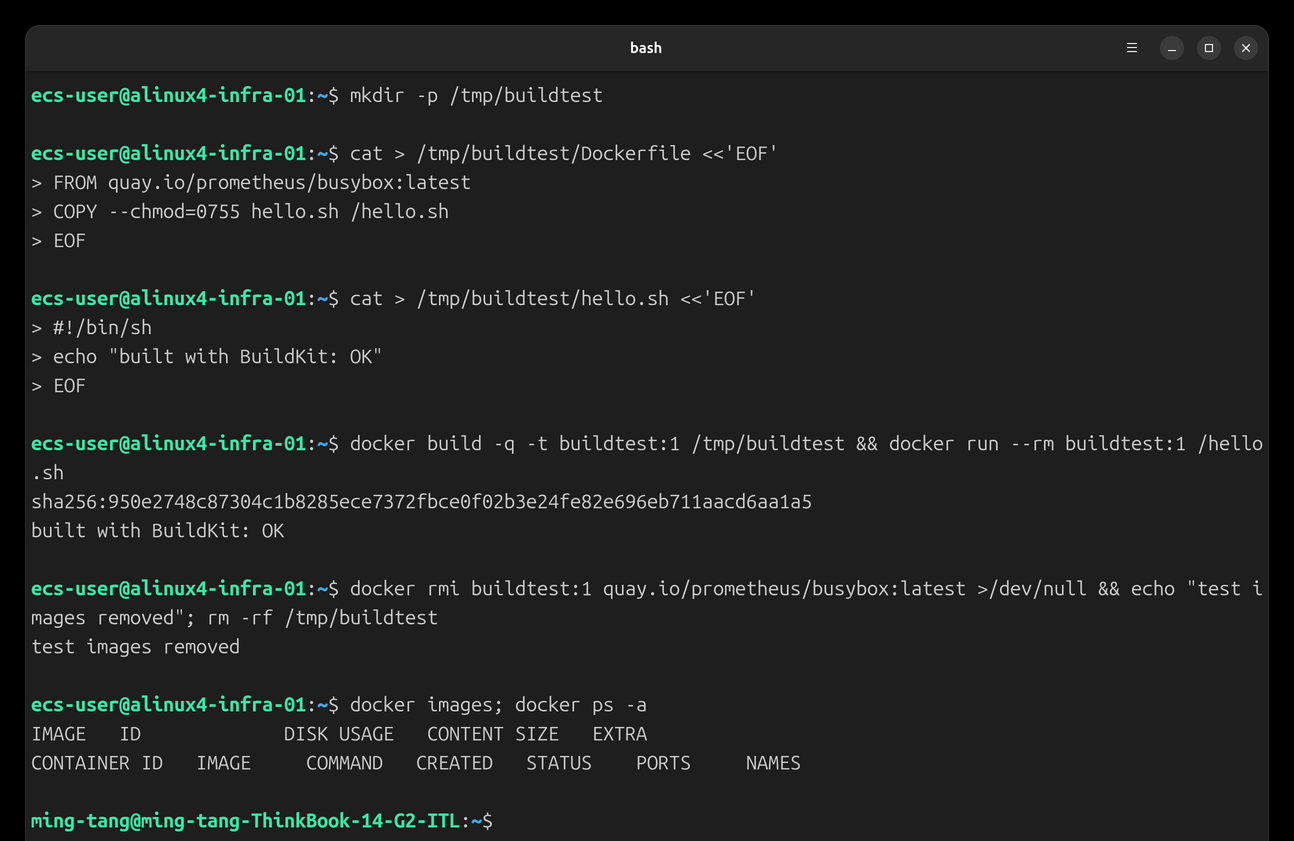 bash
ecs-user@alinux4-infra-01:~$ mkdir -p /tmp/buildtest
ecs-user@alinux4-infra-01:~$ cat > /tmp/buildtest/Dockerfile <<'EOF'
> FROM quay.io/prometheus/busybox:latest
> COPY --chmod=0755 hello.sh /hello.sh
> EOF
ecs-user@alinux4-infra-01:~$ cat > /tmp/buildtest/hello.sh <<'EOF'
> #!/bin/sh
> echo "built with BuildKit: OK"
> EOF
ecs-user@alinux4-infra-01:~$ docker build -q -t buildtest:1 /tmp/buildtest && docker run --rm buildtest:1 /hello
.sh
sha256:950e2748c87304c1b8285ece7372fbce0f02b3e24fe82e696eb711aacd6aa1a5
built with BuildKit: OK
ecs-user@alinux4-infra-01:~$ docker rmi buildtest:1 quay.io/prometheus/busybox:latest >/dev/null && echo "test i
mages removed"; rm -rf /tmp/buildtest
test images removed
ecs-user@alinux4-infra-01:~$ docker images; docker ps -a
IMAGE   ID             DISK USAGE   CONTENT SIZE   EXTRA
CONTAINER ID   IMAGE     COMMAND   CREATED   STATUS    PORTS     NAMES
ming-tang@ming-tang-ThinkBook-14-G2-ITL:~$